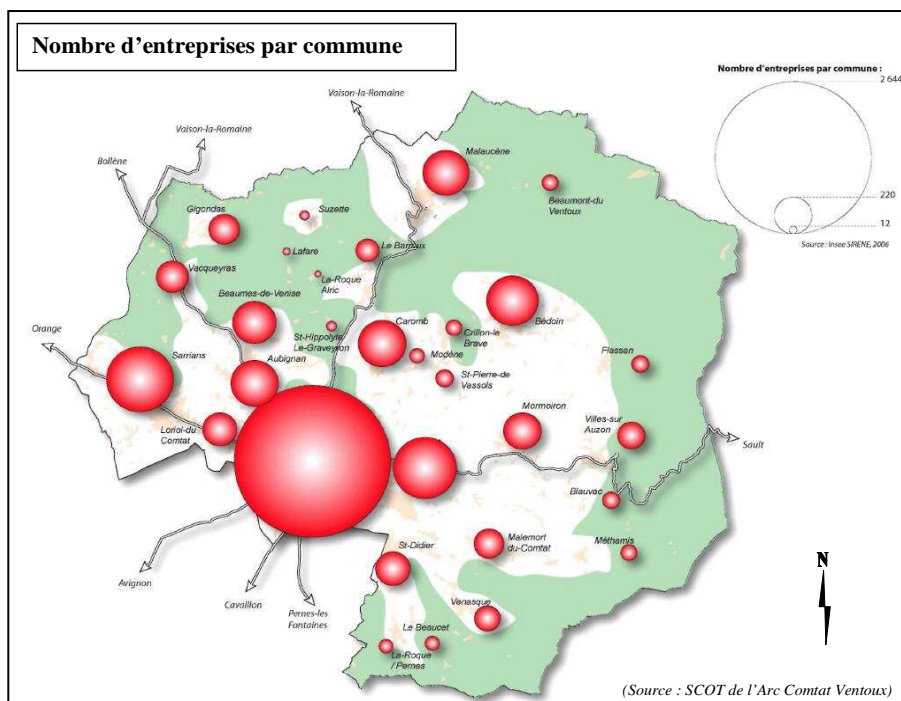 Nombre d'entreprises par commune
Nombre d'entreprises par commune :
2 644
220
12
Source : Insee SIRENE, 2006
Vaison-la-Romaine
Vaison-la-Romaine
Bollène
Malaucène
Beaumont-du
Ventoux
Gigondas
Suzette
Lafare
Le Barroux
La-Roque
Alric
Vacqueyras
Beaumes-de-Venise
Orange
St-Hippolyte
Le-Graveyron
Caromb
Crillon-le
Brave
Bédoin
Sarrians
Aubignan
Modène
St-Pierre-de
Vassols
Flassan
Loriol-du
Comtat
Mormoiron
Villes-sur
Auzon
Sault
Blauvac
Malemort
du-Comtat
Méthamis
St-Didier
Avignon
Cavaillon
Pernes-les
Fontaines
Venasque
Le Beaucet
La-Roque
/ Pernes
N
(Source : SCOT de l'Arc Comtat Ventoux)